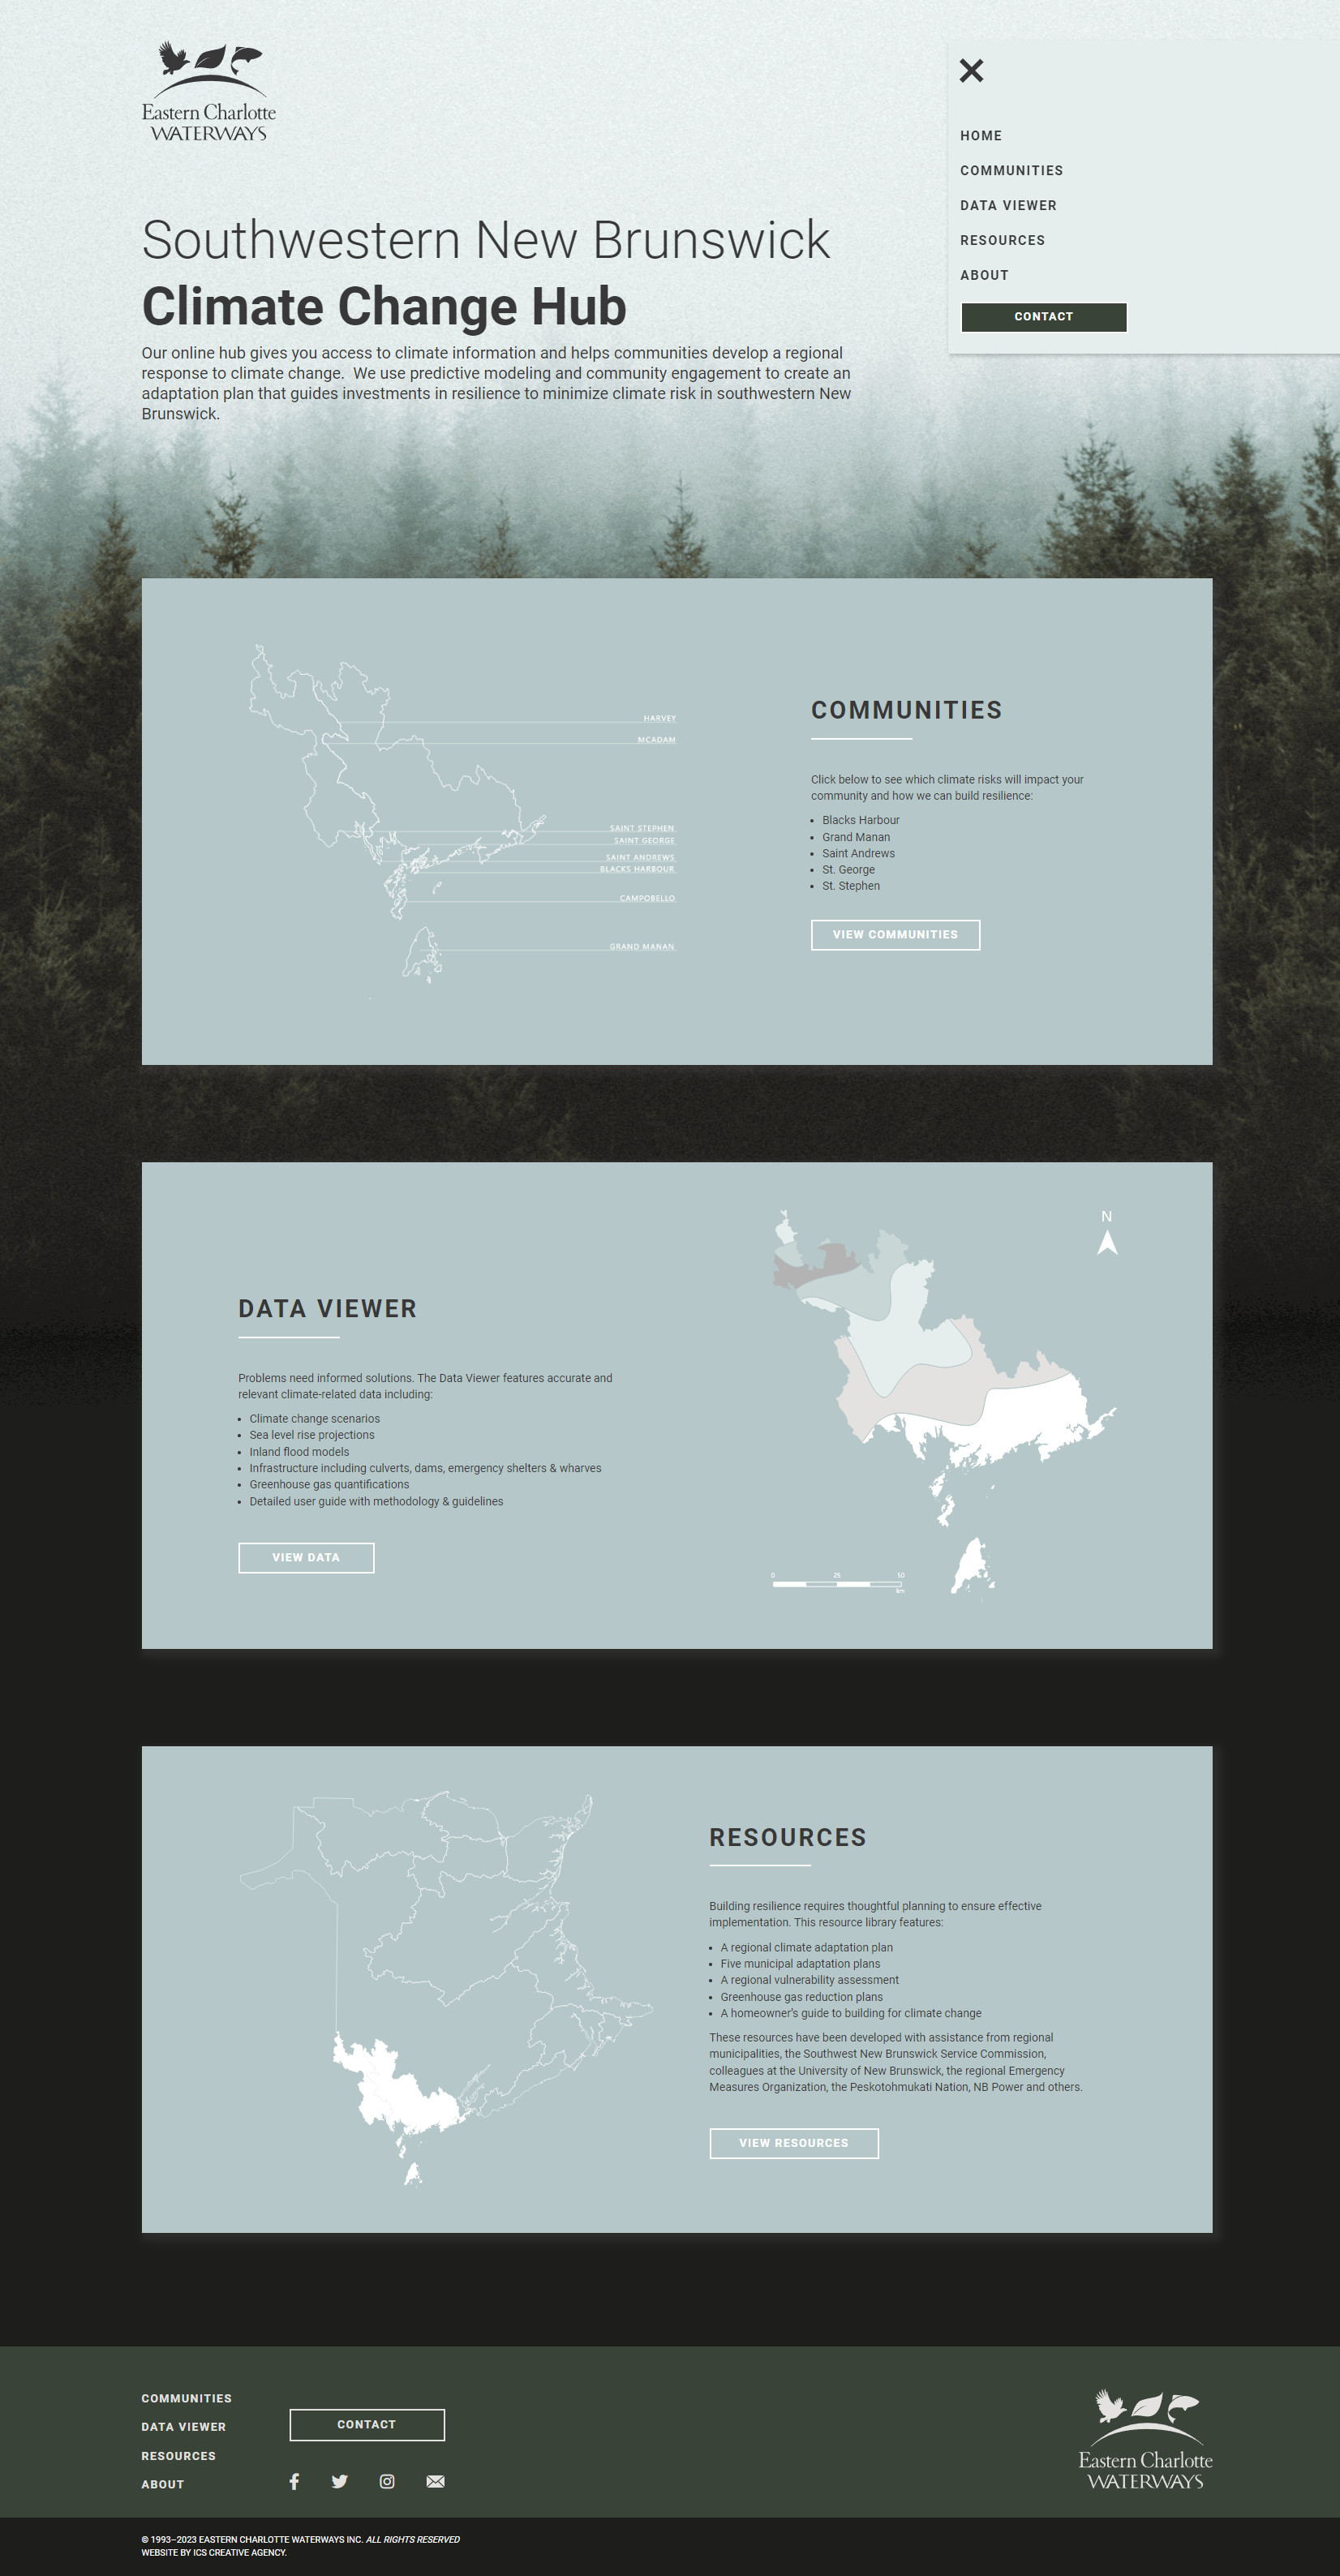 Eastern Charlotte
WATERWAYS
HOME
COMMUNITIES
DATA VIEWER
RESOURCES
ABOUT
CONTACT
Southwestern New Brunswick
Climate Change Hub
Our online hub gives you access to climate information and helps communities develop a regional
response to climate change.  We use predictive modeling and community engagement to create an
adaptation plan that guides investments in resilience to minimize climate risk in southwestern New
Brunswick.
HARVEY
MCADAM
SAINT STEPHEN
SAINT GEORGE
SAINT ANDREWS
BLACKS HARBOUR
CAMPOBELLO
GRAND MANAN
COMMUNITIES
Click below to see which climate risks will impact your
community and how we can build resilience:
• Blacks Harbour
• Grand Manan
• Saint Andrews
• St. George
• St. Stephen
VIEW COMMUNITIES
DATA VIEWER
Problems need informed solutions. The Data Viewer features accurate and
relevant climate-related data including:
• Climate change scenarios
• Sea level rise projections
• Inland flood models
• Infrastructure including culverts, dams, emergency shelters & wharves
• Greenhouse gas quantifications
• Detailed user guide with methodology & guidelines
VIEW DATA
N
0 25 50
km
RESOURCES
Building resilience requires thoughtful planning to ensure effective
implementation. This resource library features:
• A regional climate adaptation plan
• Five municipal adaptation plans
• A regional vulnerability assessment
• Greenhouse gas reduction plans
• A homeowner's guide to building for climate change
These resources have been developed with assistance from regional
municipalities, the Southwest New Brunswick Service Commission,
colleagues at the University of New Brunswick, the regional Emergency
Measures Organization, the Peskotohmukati Nation, NB Power and others.
VIEW RESOURCES
COMMUNITIES
DATA VIEWER
RESOURCES
ABOUT
CONTACT
Eastern Charlotte
WATERWAYS
© 1993–2023 EASTERN CHARLOTTE WATERWAYS INC. ALL RIGHTS RESERVED
WEBSITE BY ICS CREATIVE AGENCY.